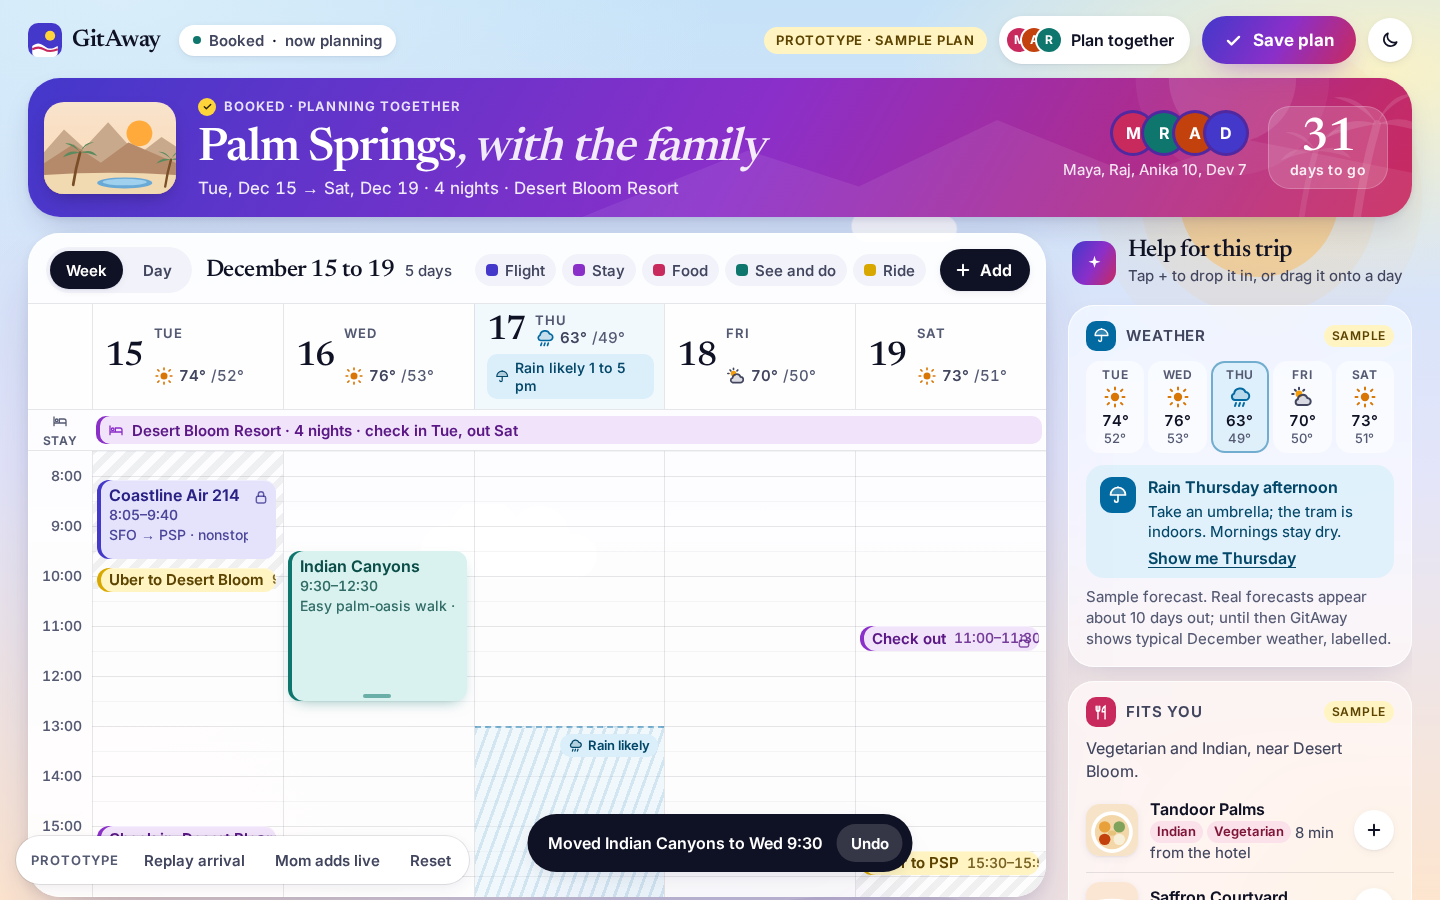 GitAway
Booked · now planning
PROTOTYPE · SAMPLE PLAN
A R
Plan together
Save plan
BOOKED · PLANNING TOGETHER
Palm Springs, with the family
Tue, Dec 15 → Sat, Dec 19 · 4 nights · Desert Bloom Resort
M R A D
Maya, Raj, Anika 10, Dev 7
31
days to go
Week
Day
December 15 to 19 5 days
Flight
Stay
Food
See and do
Ride
+ Add
15 TUE
74° /52°
16 WED
76° /53°
17 THU
63° /49°
Rain likely 1 to 5
pm
18 FRI
70° /50°
19 SAT
73° /51°
STAY
Desert Bloom Resort · 4 nights · check in Tue, out Sat
8:00
9:00
10:00
11:00
12:00
13:00
14:00
15:00
Coastline Air 214
8:05–9:40
SFO → PSP · nonstop
Uber to Desert Bloom
Indian Canyons
9:30–12:30
Easy palm-oasis walk ·
Rain likely
Check out 11:00–11:30
to PSP 15:30–15:
Help for this trip
Tap + to drop it in, or drag it onto a day
WEATHER
SAMPLE
TUE
74°
52°
WED
76°
53°
THU
63°
49°
FRI
70°
50°
SAT
73°
51°
Rain Thursday afternoon
Take an umbrella; the tram is
indoors. Mornings stay dry.
Show me Thursday
Sample forecast. Real forecasts appear
about 10 days out; until then GitAway
shows typical December weather, labelled.
FITS YOU
SAMPLE
Vegetarian and Indian, near Desert
Bloom.
Tandoor Palms
Indian Vegetarian 8 min
from the hotel
+
Saffron Courtyard
PROTOTYPE
Replay arrival
Mom adds live
Reset
Moved Indian Canyons to Wed 9:30
Undo